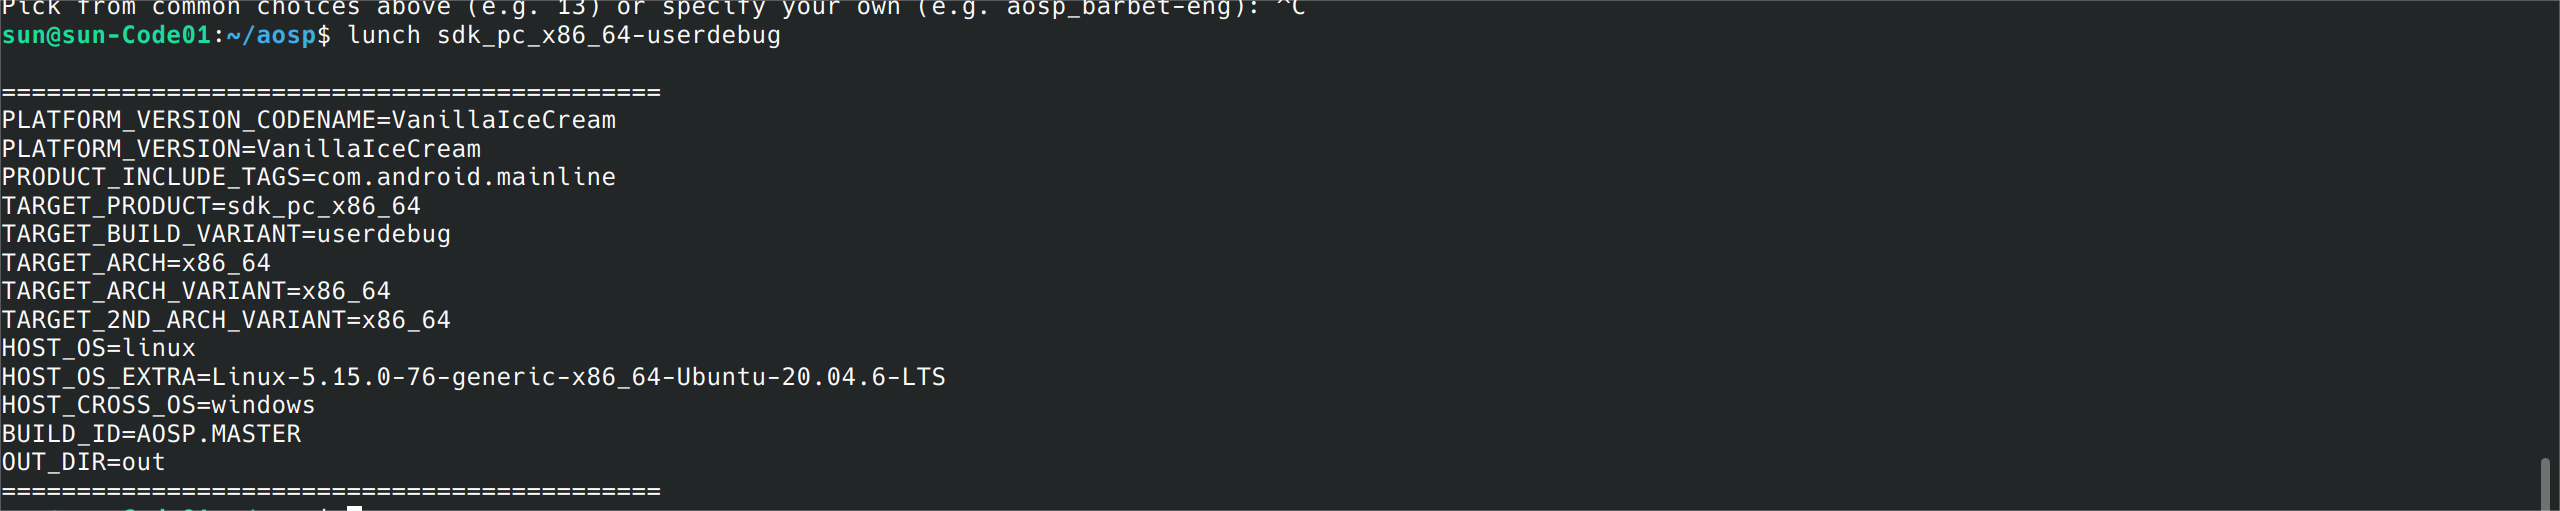 Pick from common choices above (e.g. 13) or specify your own (e.g. aosp_barbet-eng): ^C
sun@sun-Code01:~/aosp$ lunch sdk_pc_x86_64-userdebug
============================================
PLATFORM_VERSION_CODENAME=VanillaIceCream
PLATFORM_VERSION=VanillaIceCream
PRODUCT_INCLUDE_TAGS=com.android.mainline
TARGET_PRODUCT=sdk_pc_x86_64
TARGET_BUILD_VARIANT=userdebug
TARGET_ARCH=x86_64
TARGET_ARCH_VARIANT=x86_64
TARGET_2ND_ARCH_VARIANT=x86_64
HOST_OS=linux
HOST_OS_EXTRA=Linux-5.15.0-76-generic-x86_64-Ubuntu-20.04.6-LTS
HOST_CROSS_OS=windows
BUILD_ID=AOSP.MASTER
OUT_DIR=out
============================================